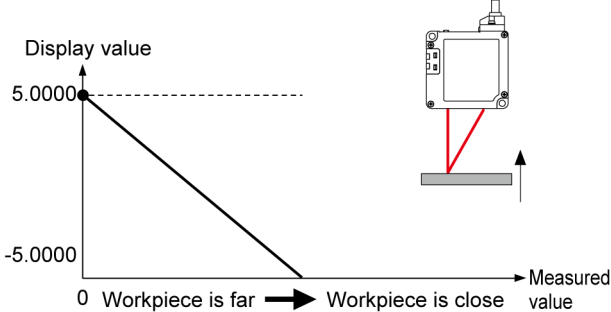 Display value
5.0000
-5.0000
0 Workpiece is far Workpiece is close
Measured
value